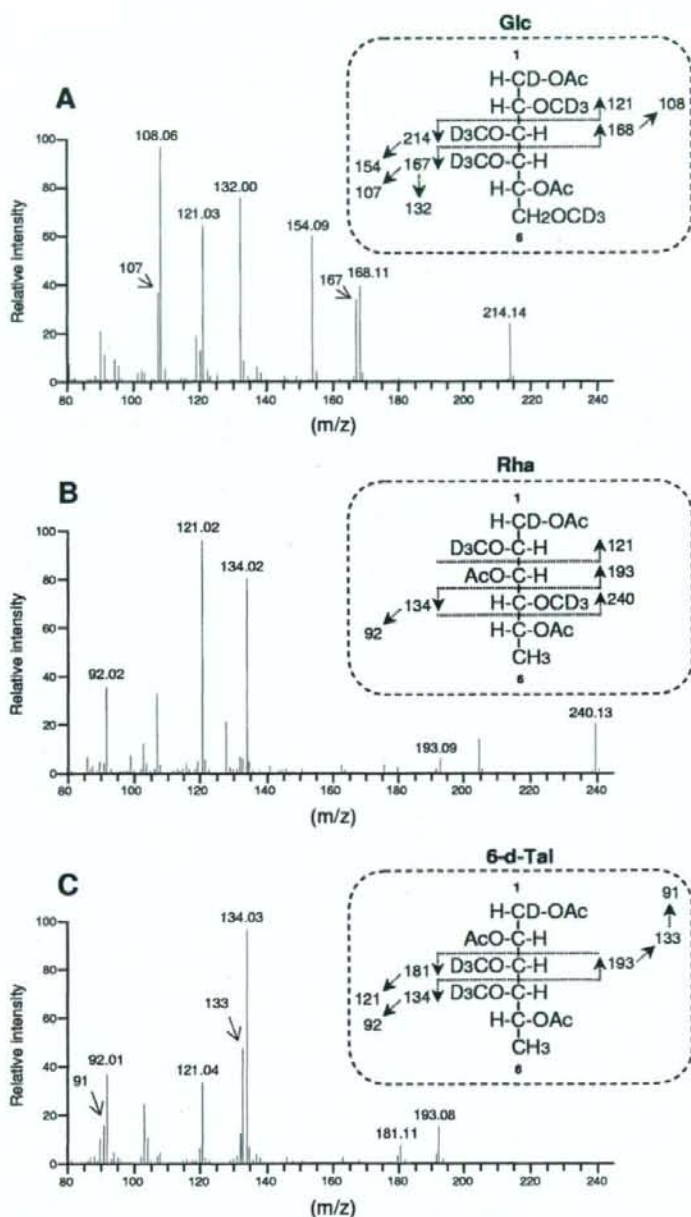 Glc
A
1
H-CD-OAc
H-C-OCD3
121
108
D3CO-C-H
214
168
154
167
D3CO-C-H
107
H-C-OAc
132
CH2OCD3
6
Relative intensity
100
80
60
40
20
0
108.06
121.03
132.00
154.09
107
167
168.11
214.14
80 100 120 140 160 180 200 220 240
(m/z)
Rha
B
1
H-CD-OAc
D3CO-C-H
121
AcO-C-H
193
134
H-C-OCD3
240
92
H-C-OAc
CH3
6
Relative intensity
100
80
60
40
20
0
121.02
134.02
92.02
193.09
240.13
80 100 120 140 160 180 200 220 240
(m/z)
6-d-Tal
C
1
91
H-CD-OAc
AcO-C-H
133
181
D3CO-C-H
193
121
134
D3CO-C-H
92
H-C-OAc
CH3
6
Relative intensity
100
80
60
40
20
0
134.03
133
92.01
91
121.04
181.11
193.08
80 100 120 140 160 180 200 220 240
(m/z)